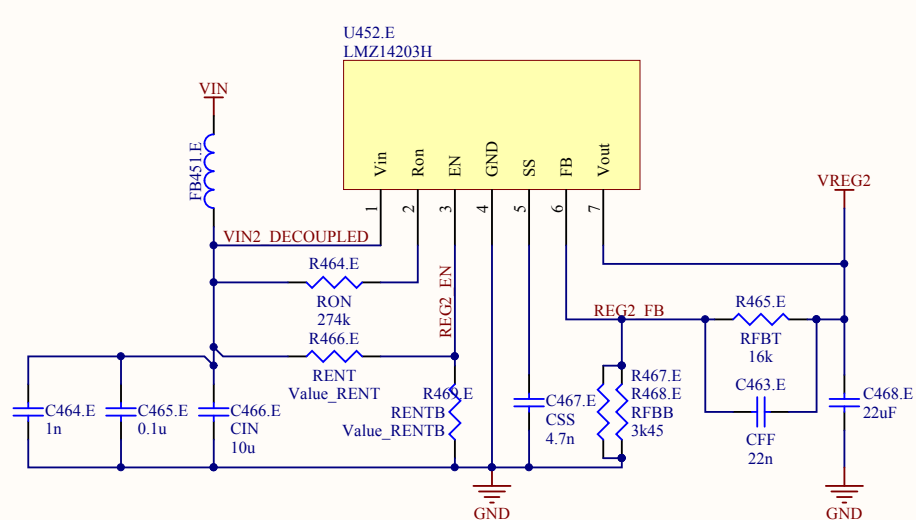 U452.E
LMZ14203H
VIN
FB451.E
Vin
Ron
EN
GND
SS
FB
Vout
1
2
3
4
5
6
7
VREG2
VIN2_DECOUPLED
R464.E
RON
274k
REG2_EN
REG2_FB
R465.E
RFBT
16k
R466.E
RENT
Value_RENT
C463.E
CFF
22n
R467.E
R468.E
RFBB
3k45
R469.E
RENTB
Value_RENTB
C464.E
1n
C465.E
0.1u
C466.E
CIN
10u
C467.E
CSS
4.7n
C468.E
22uF
GND
GND